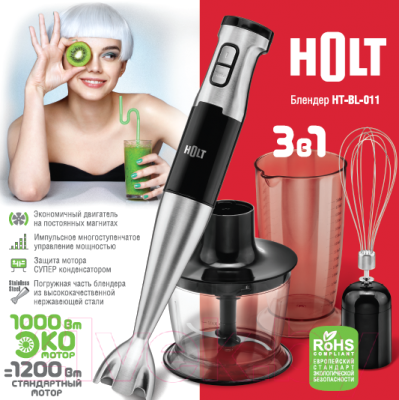 HOLT
Блендер HT-BL-011
3в1
HOLT
Экономичный двигатель
на постоянных магнитах
Импульсное многоступенчатое
управление мощностью
Защита мотора
СУПЕР конденсатором
Stainless
Steel
Погружная часть блендера
из высококачественной
нержавеющей стали
1000 Вт
ЭКО
МОТОР
=1200 Вт
СТАНДАРТНЫЙ
МОТОР
RoHS
COMPLIANT
ЕВРОПЕЙСКИЙ
СТАНДАРТ
ЭКОЛОГИЧЕСКОЙ
БЕЗОПАСНОСТИ